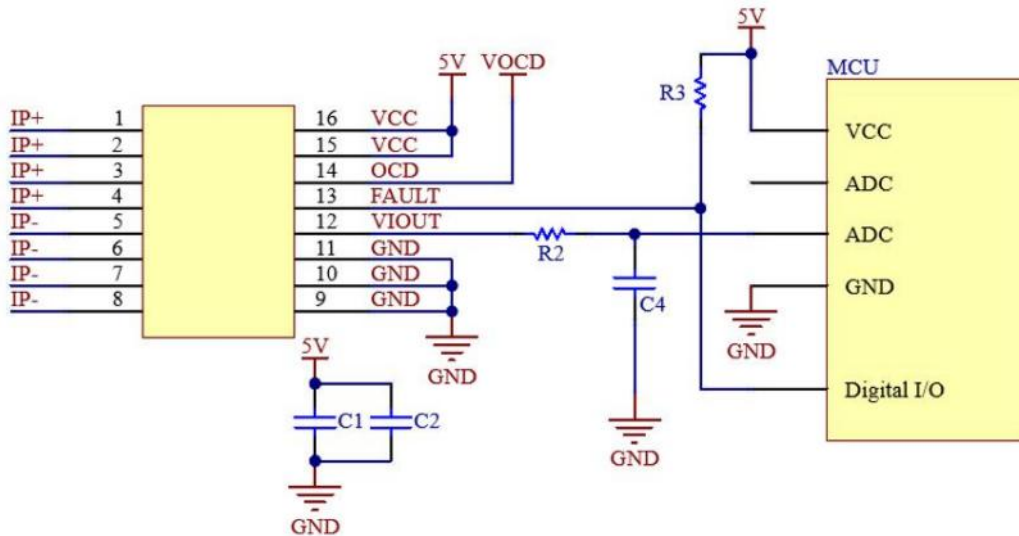 5V
5V VOCD
R3
MCU
IP+ 1 16 VCC
VCC
IP+ 2 15 VCC
IP+ 3 14 OCD
ADC
IP+ 4 13 FAULT
IP- 5 12 VIOUT
ADC
R2
IP- 6 11 GND
IP- 7 10 GND
GND
IP- 8 9 GND
C4
GND
5V
GND
GND
C1 C2
Digital I/O
GND
GND